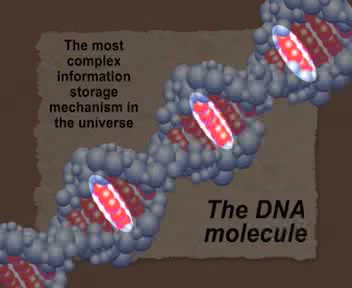 The most
complex
information
storage
mechanism in
the universe
The DNA
molecule